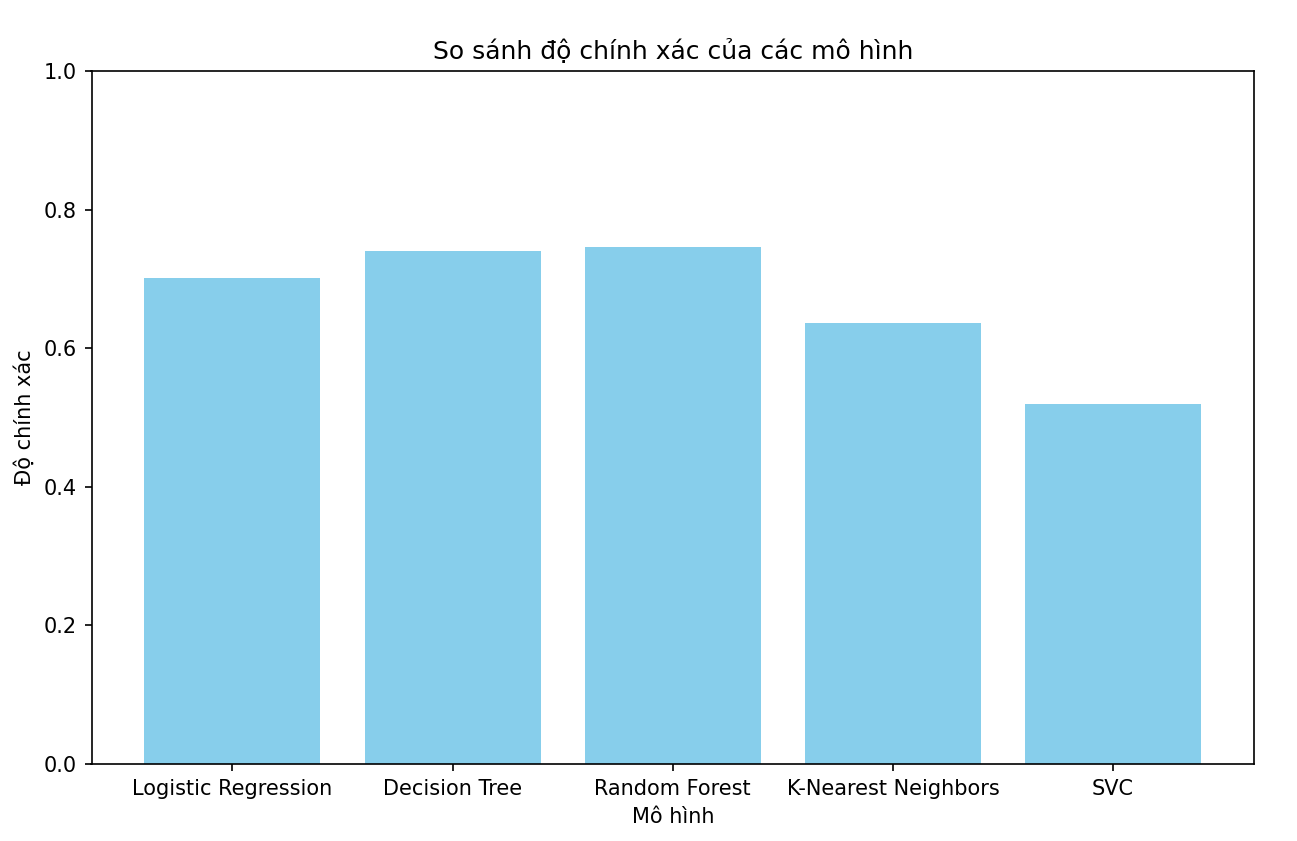 So sánh độ chính xác của các mô hình
1.0
0.8
0.6
0.4
0.2
0.0
Độ chính xác
Logistic Regression Decision Tree Random Forest K-Nearest Neighbors SVC
Mô hình